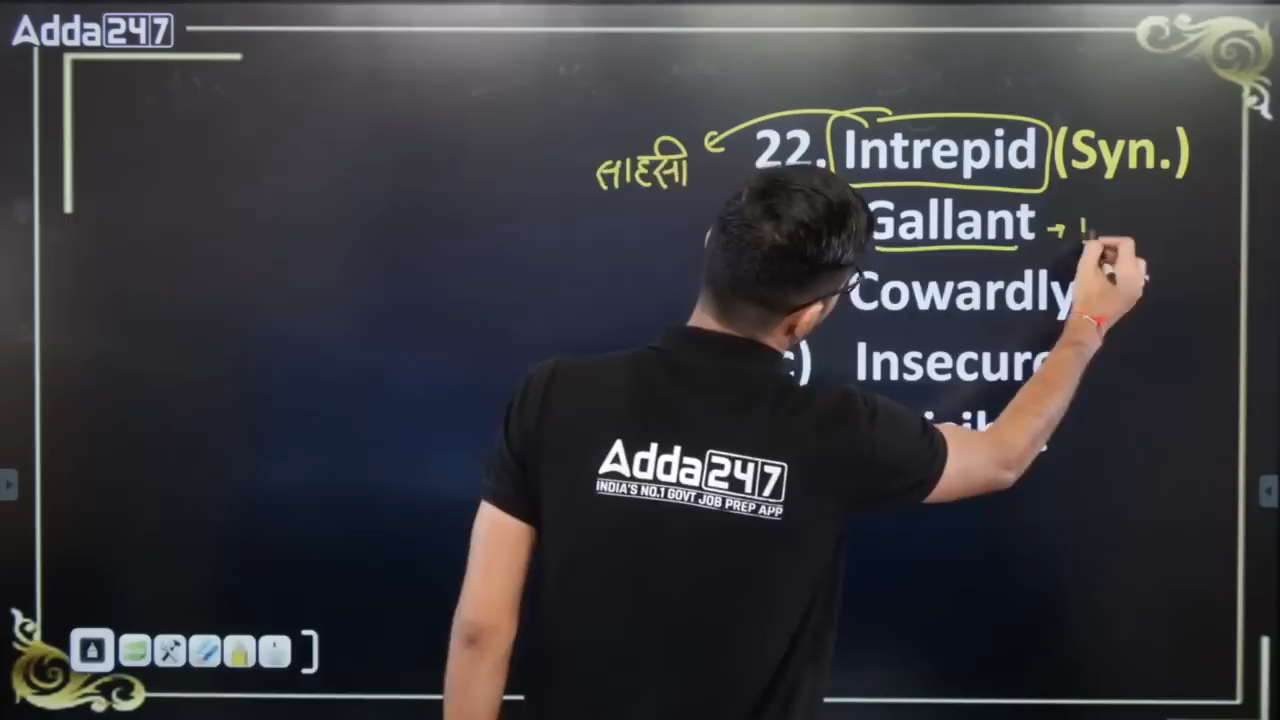 Adda247
साहसी 22. Intrepid (Syn.)
Gallant →
Cowardly
c) Insecure
Adda247
INDIA'S NO.1 GOVT JOB PREP APP